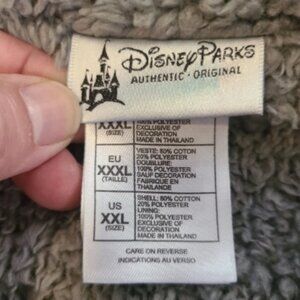 Disney Parks
AUTHENTIC · ORIGINAL
XXXL
(SIZE)
100% POLYESTER
EXCLUSIVE OF
DECORATION
MADE IN THAILAND
EU
XXXL
(TAILLE)
VESTE: 80% COTTON
20% POLYESTER
DOUBLURE:
100% POLYESTER
SAUF DECORATION
FABRIQUE EN
THAILANDE
US
XXL
(SIZE)
SHELL: 80% COTTON
20% POLYESTER
LINING:
100% POLYESTER
EXCLUSIVE OF
DECORATION
MADE IN THAILAND
CARE ON REVERSE
INDICATIONS AU VERSO